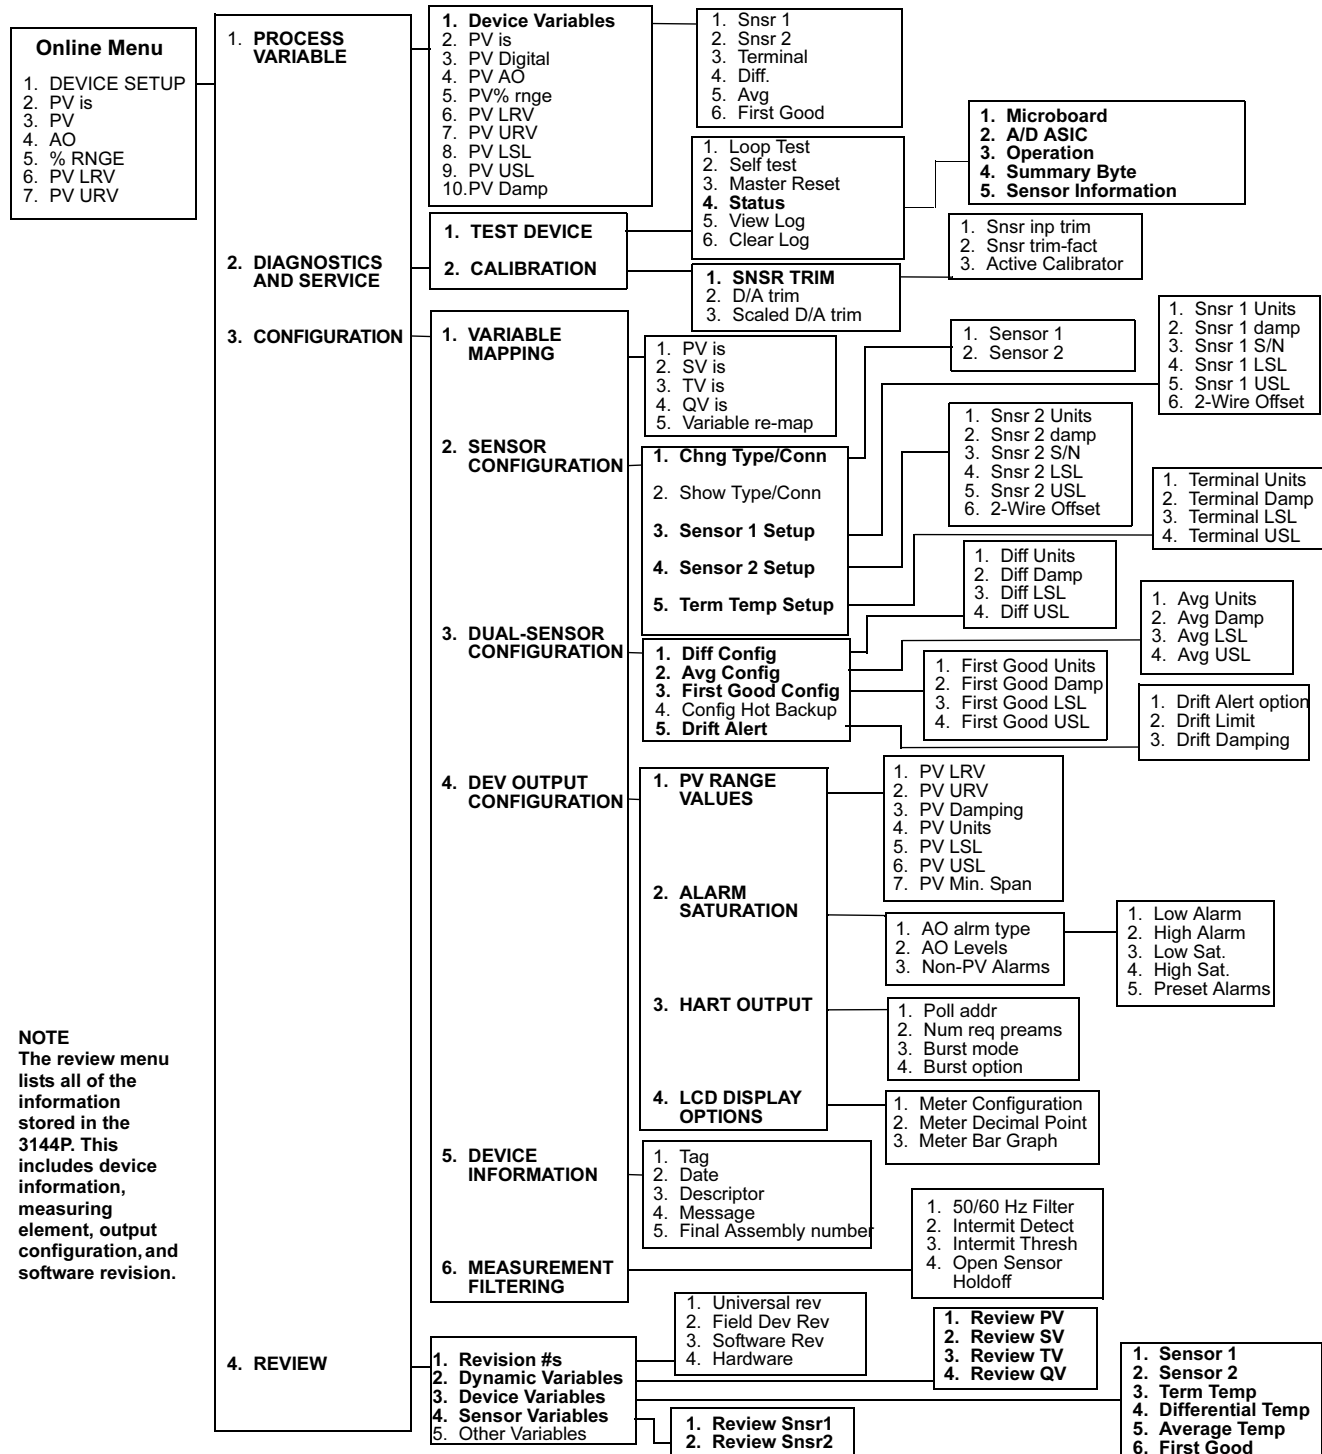 Online Menu
1. DEVICE SETUP
2. PV is
3. PV
4. AO
5. % RNGE
6. PV LRV
7. PV URV
1. PROCESS
VARIABLE
2. DIAGNOSTICS
AND SERVICE
3. CONFIGURATION
4. REVIEW
1. Device Variables
2. PV is
3. PV Digital
4. PV AO
5. PV% rnge
6. PV LRV
7. PV URV
8. PV LSL
9. PV USL
10.PV Damp
1. Snsr 1
2. Snsr 2
3. Terminal
4. Diff.
5. Avg
6. First Good
1. TEST DEVICE
2. CALIBRATION
1. Loop Test
2. Self test
3. Master Reset
4. Status
5. View Log
6. Clear Log
1. Microboard
2. A/D ASIC
3. Operation
4. Summary Byte
5. Sensor Information
1. SNSR TRIM
2. D/A trim
3. Scaled D/A trim
1. Snsr inp trim
2. Snsr trim-fact
3. Active Calibrator
1. VARIABLE
MAPPING
2. SENSOR
CONFIGURATION
3. DUAL-SENSOR
CONFIGURATION
4. DEV OUTPUT
CONFIGURATION
5. DEVICE
INFORMATION
6. MEASUREMENT
FILTERING
1. PV is
2. SV is
3. TV is
4. QV is
5. Variable re-map
1. Chng Type/Conn
2. Show Type/Conn
3. Sensor 1 Setup
4. Sensor 2 Setup
5. Term Temp Setup
1. Sensor 1
2. Sensor 2
1. Snsr 1 Units
2. Snsr 1 damp
3. Snsr 1 S/N
4. Snsr 1 LSL
5. Snsr 1 USL
6. 2-Wire Offset
1. Snsr 2 Units
2. Snsr 2 damp
3. Snsr 2 S/N
4. Snsr 2 LSL
5. Snsr 2 USL
6. 2-Wire Offset
1. Terminal Units
2. Terminal Damp
3. Terminal LSL
4. Terminal USL
1. Diff Config
2. Avg Config
3. First Good Config
4. Config Hot Backup
5. Drift Alert
1. Diff Units
2. Diff Damp
3. Diff LSL
4. Diff USL
1. Avg Units
2. Avg Damp
3. Avg LSL
4. Avg USL
1. First Good Units
2. First Good Damp
3. First Good LSL
4. First Good USL
1. Drift Alert option
2. Drift Limit
3. Drift Damping
1. PV RANGE
VALUES
2. ALARM
SATURATION
3. HART OUTPUT
4. LCD DISPLAY
OPTIONS
1. PV LRV
2. PV URV
3. PV Damping
4. PV Units
5. PV LSL
6. PV USL
7. PV Min. Span
1. AO alrm type
2. AO Levels
3. Non-PV Alarms
1. Low Alarm
2. High Alarm
3. Low Sat.
4. High Sat.
5. Preset Alarms
1. Poll addr
2. Num req preams
3. Burst mode
4. Burst option
1. Meter Configuration
2. Meter Decimal Point
3. Meter Bar Graph
1. Tag
2. Date
3. Descriptor
4. Message
5. Final Assembly number
1. 50/60 Hz Filter
2. Intermit Detect
3. Intermit Thresh
4. Open Sensor
Holdoff
1. Revision #s
2. Dynamic Variables
3. Device Variables
4. Sensor Variables
5. Other Variables
1. Universal rev
2. Field Dev Rev
3. Software Rev
4. Hardware
1. Review PV
2. Review SV
3. Review TV
4. Review QV
1. Sensor 1
2. Sensor 2
3. Term Temp
4. Differential Temp
5. Average Temp
6. First Good
1. Review Snsr1
2. Review Snsr2
NOTE
The review menu
lists all of the
information
stored in the
3144P. This
includes device
information,
measuring
element, output
configuration, and
software revision.